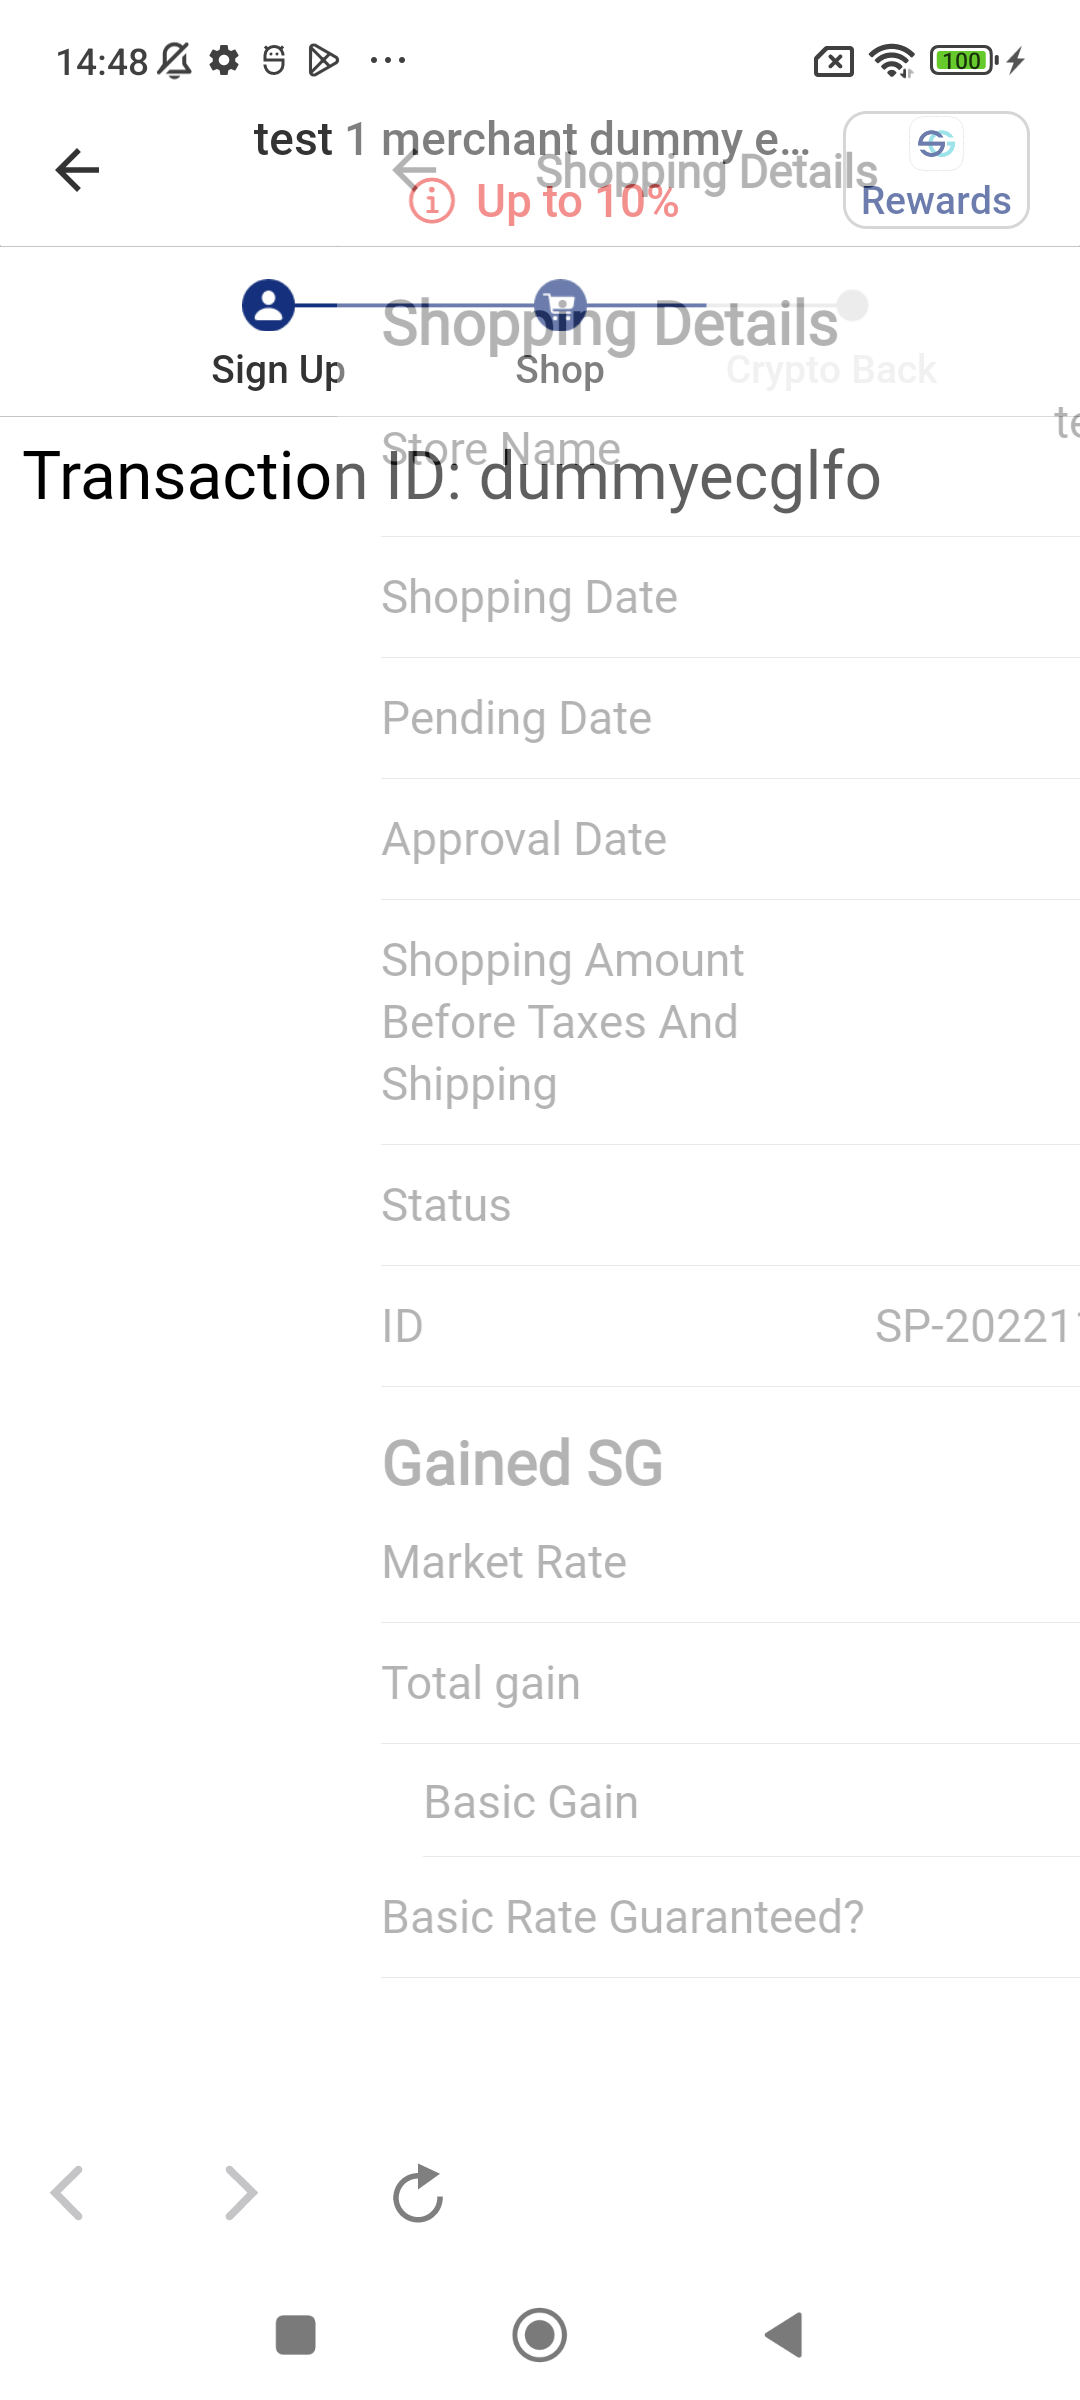 14:48
100
test 1 merchant dummy e...
Shopping Details
Up to 10%
Rewards
Shopping Details
Sign Up
Shop
Crypto Back
te
Store Name
Transaction ID: dummyecglfo
Shopping Date
Pending Date
Approval Date
Shopping Amount
Before Taxes And
Shipping
Status
ID SP-202211
Gained SG
Market Rate
Total gain
Basic Gain
Basic Rate Guaranteed?